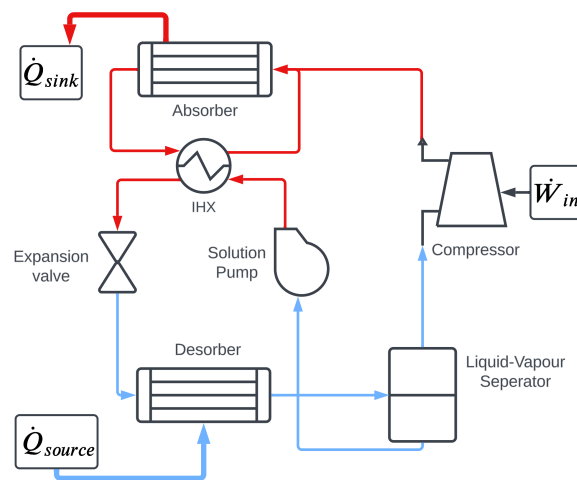 Q̇sink
Absorber
IHX
Ẇin
Expansion
valve
Solution
Pump
Compressor
Desorber
Liquid-Vapour
Seperator
Q̇source